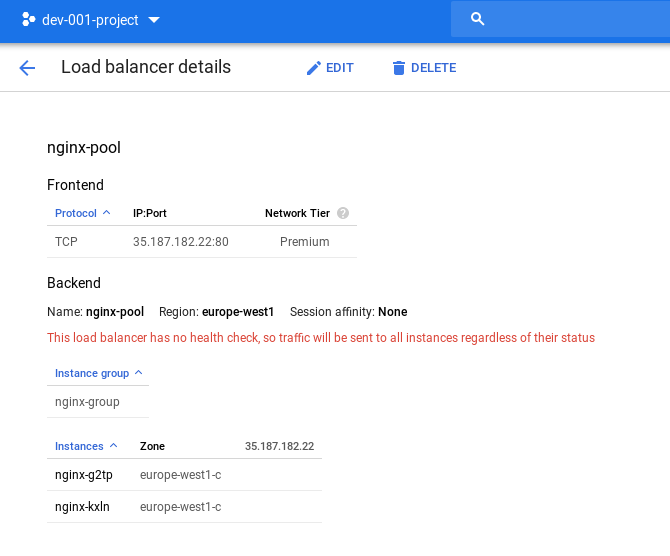 dev-001-project
Load balancer details EDIT DELETE
nginx-pool
Frontend
Protocol IP:Port Network Tier ?
TCP 35.187.182.22:80 Premium
Backend
Name: nginx-pool Region: europe-west1 Session affinity: None
This load balancer has no health check, so traffic will be sent to all instances regardless of their status
Instance group
nginx-group
Instances Zone 35.187.182.22
nginx-g2tp europe-west1-c
nginx-kxln europe-west1-c